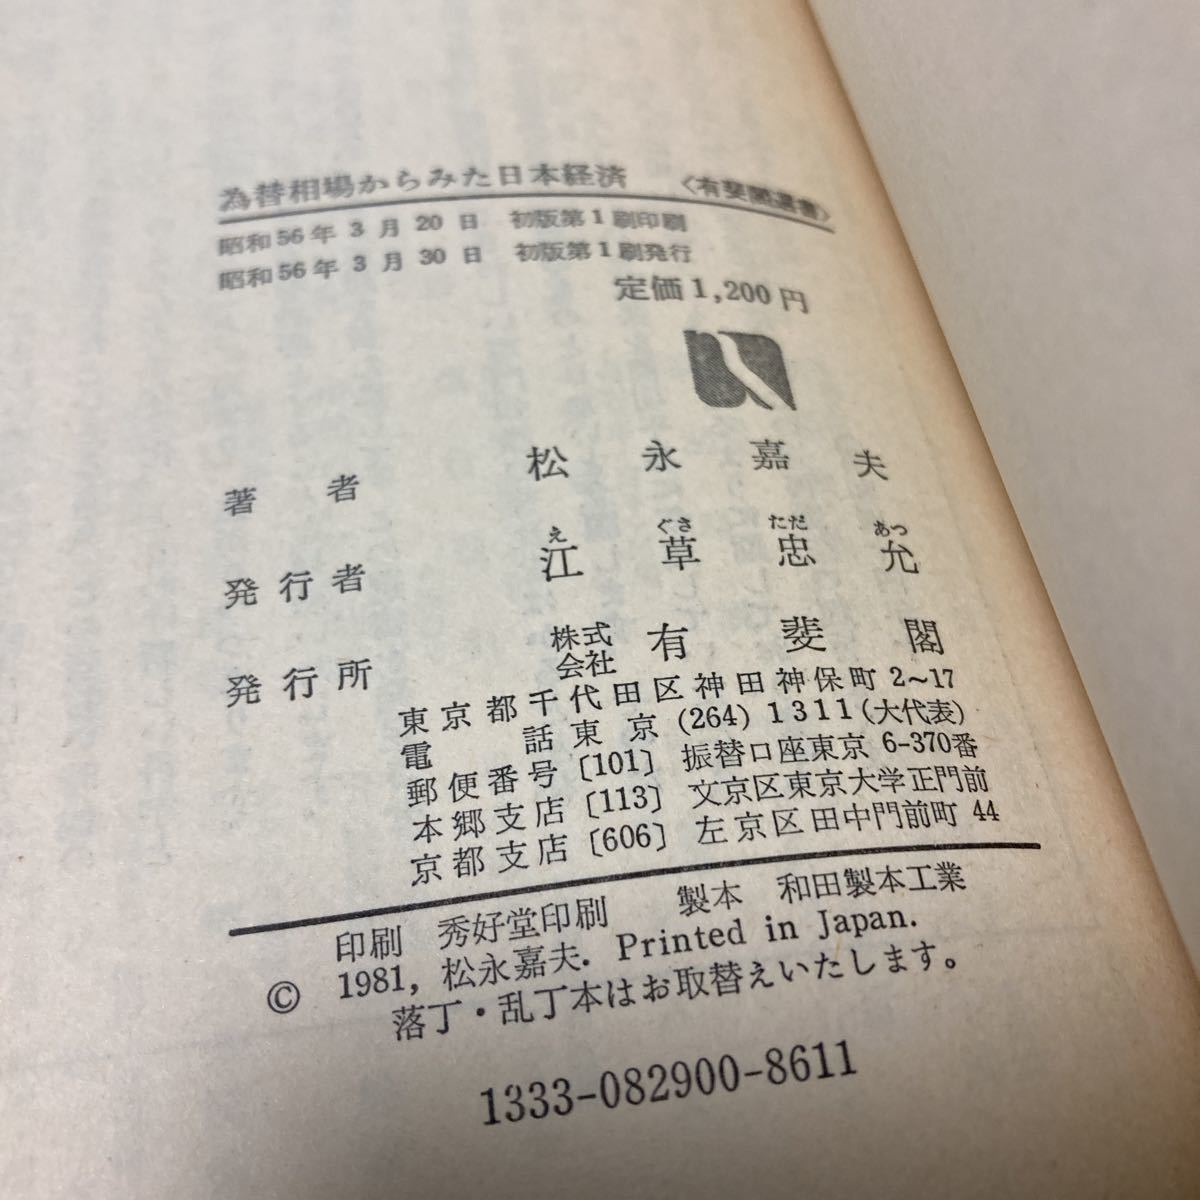 為替相場からみた日本経済 〈有斐閣選書〉
昭和56年 3月 20日 初版第1刷印刷
昭和56年 3月 30日 初版第1刷発行
定価1,200円
著者 松永嘉夫
えぐさただあつ
発行者 江草忠允
発行所 株式会社 有斐閣
東京都千代田区神田神保町2~17
電話東京(264)1311(大代表)
郵便番号〔101〕振替口座東京6-370番
本郷支店〔113〕文京区東京大学正門前
京都支店〔606〕左京区田中門前町44
印刷 秀好堂印刷 製本 和田製本工業
© 1981, 松永嘉夫. Printed in Japan.
落丁・乱丁本はお取替えいたします。
1333-082900-8611